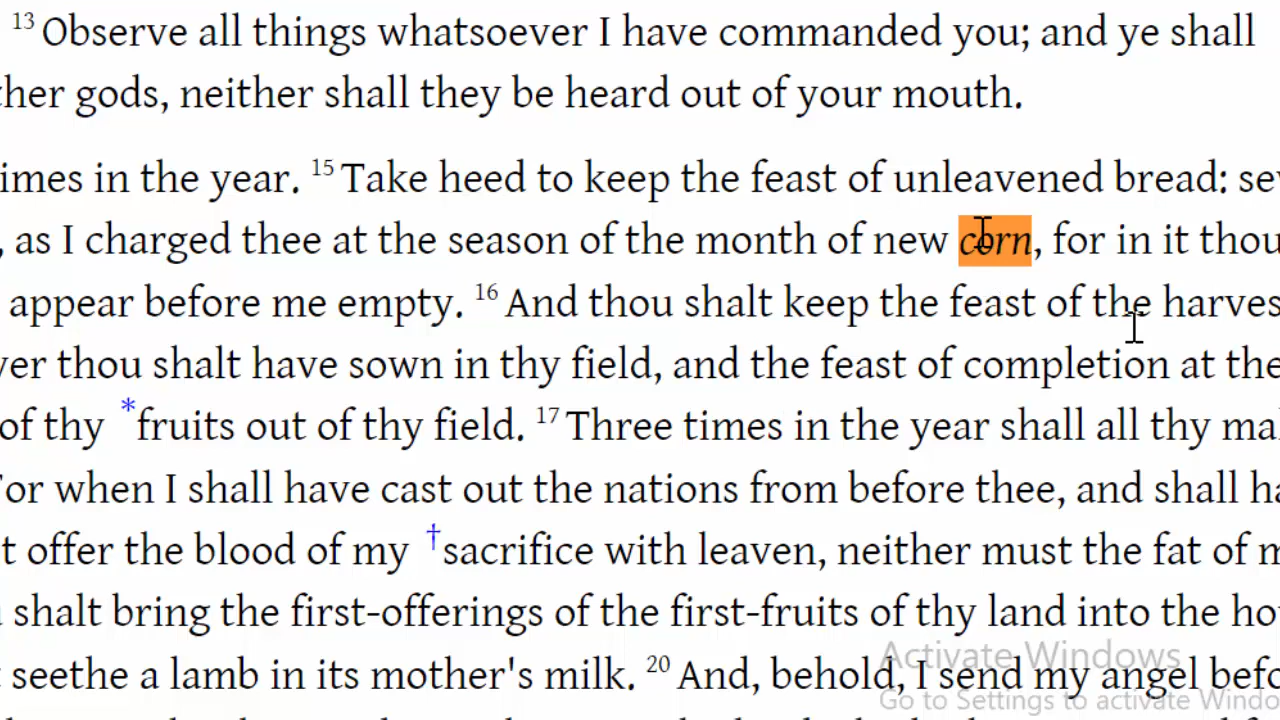 13 Observe all things whatsoever I have commanded you; and ye shall
her gods, neither shall they be heard out of your mouth.
imes in the year. 15 Take heed to keep the feast of unleavened bread: sev
, as I charged thee at the season of the month of new corn, for in it thou
appear before me empty. 16 And thou shalt keep the feast of the harves
ver thou shalt have sown in thy field, and the feast of completion at the
of thy *fruits out of thy field. 17 Three times in the year shall all thy mal
For when I shall have cast out the nations from before thee, and shall ha
t offer the blood of my †sacrifice with leaven, neither must the fat of m
shalt bring the first-offerings of the first-fruits of thy land into the hou
t seethe a lamb in its mother's milk. 20 And, behold, I send my angel befo
Activate Windows
Go to Settings to activate Windo